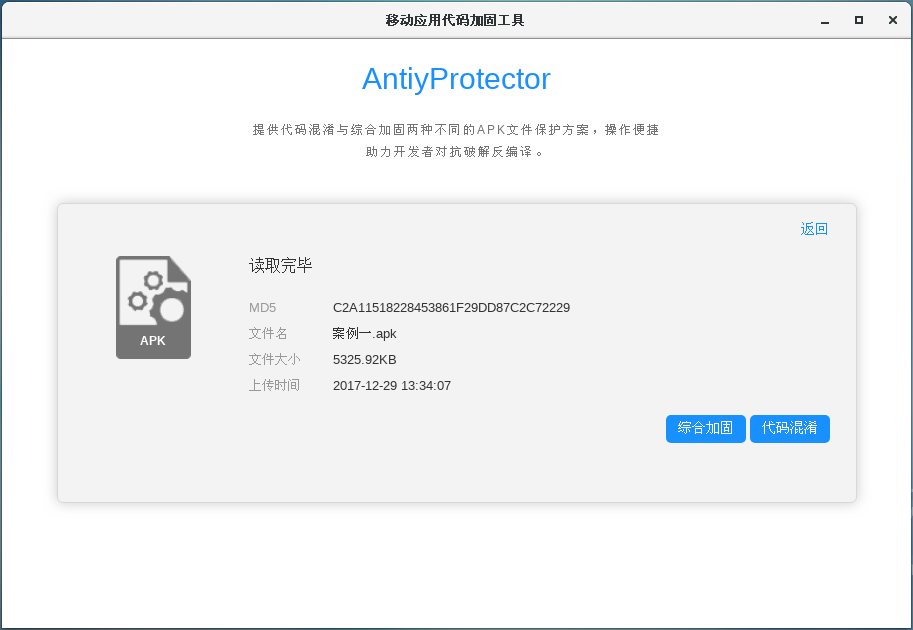 移动应用代码加固工具
AntiyProtector
提供代码混淆与综合加固两种不同的APK文件保护方案，操作便捷
助力开发者对抗破解反编译。
返回
读取完毕
APK
MD5 C2A11518228453861F29DD87C2C72229
文件名 案例一.apk
文件大小 5325.92KB
上传时间 2017-12-29 13:34:07
综合加固 代码混淆